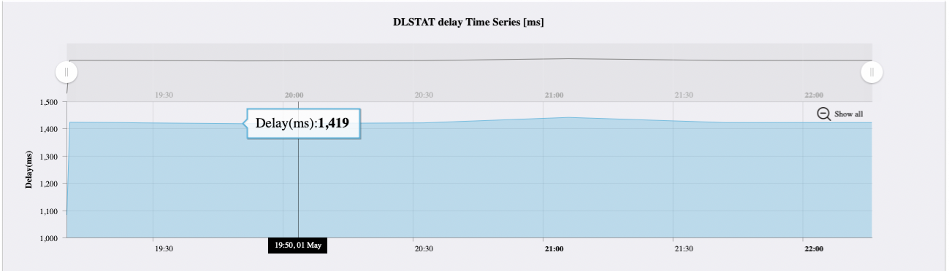 DLSTAT delay Time Series [ms]
19:30 20:00 20:30 21:00 21:30 22:00
1,500
Show all
Delay(ms):1,419
1,400
1,300
Delay(ms)
1,200
1,100
1,000
19:30 19:50, 01 May 20:30 21:00 21:30 22:00